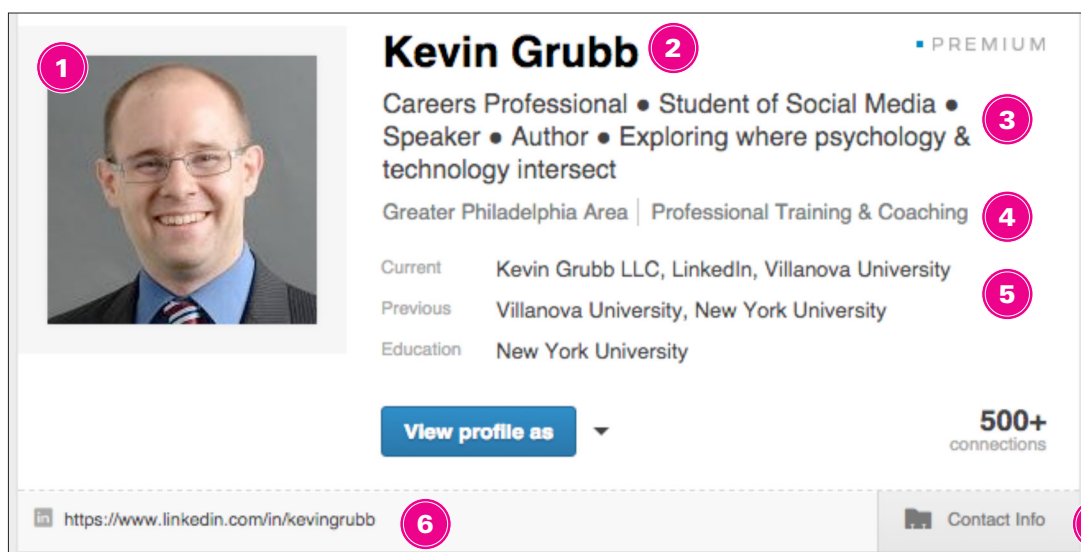 1
Kevin Grubb 2
PREMIUM
Careers Professional ● Student of Social Media ●
Speaker ● Author ● Exploring where psychology &
technology intersect
3
Greater Philadelphia Area | Professional Training & Coaching
4
Current Kevin Grubb LLC, LinkedIn, Villanova University
5
Previous Villanova University, New York University
Education New York University
View profile as
500+
connections
in https://www.linkedin.com/in/kevingrubb 6
Contact Info